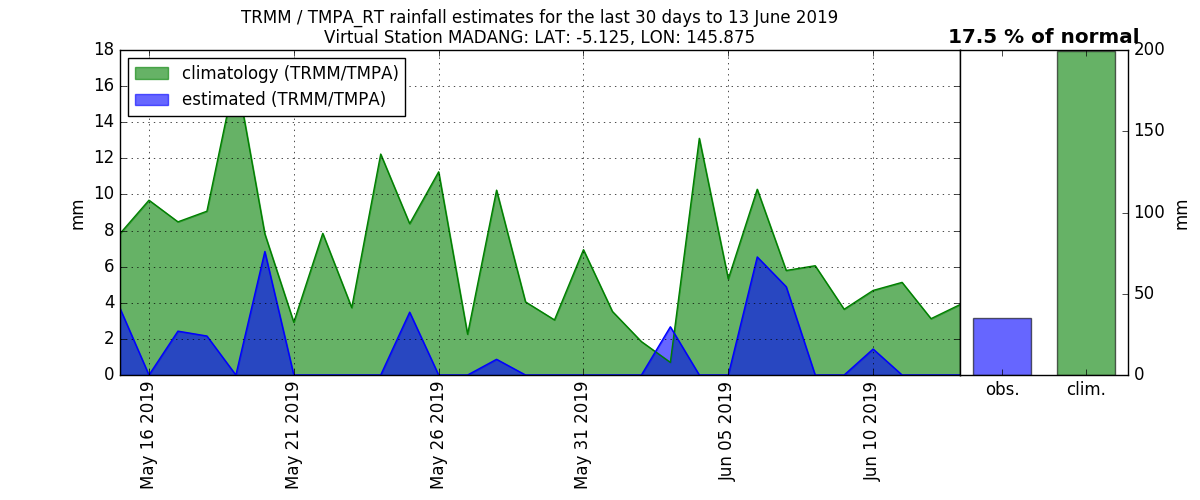 TRMM / TMPA_RT rainfall estimates for the last 30 days to 13 June 2019
Virtual Station MADANG: LAT: -5.125, LON: 145.875
17.5 % of normal
climatology (TRMM/TMPA)
estimated (TRMM/TMPA)
18
16
14
12
10
8
6
4
2
0
mm
May 16 2019
May 21 2019
May 26 2019
May 31 2019
Jun 05 2019
Jun 10 2019
200
150
100
50
0
mm
obs.
clim.